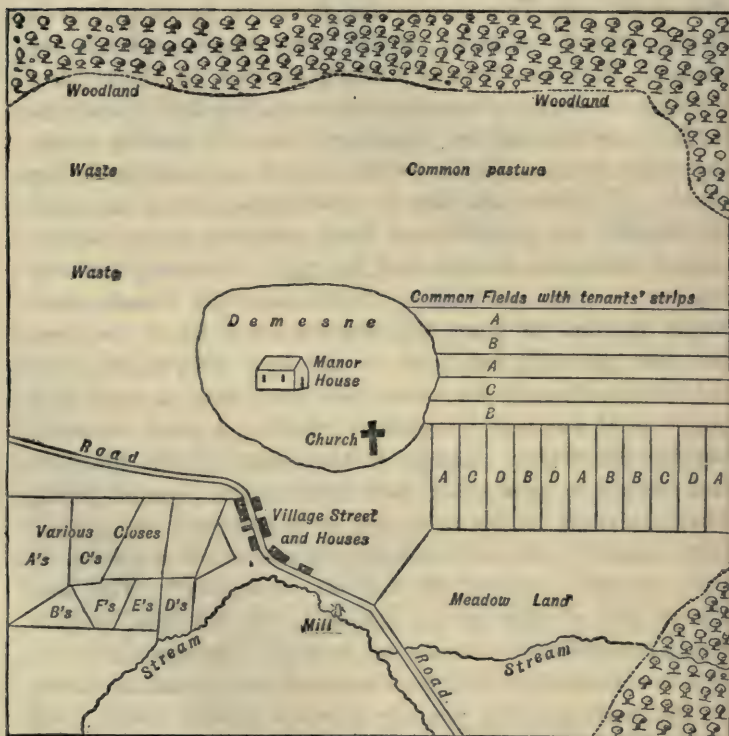 Woodland
Woodland
Waste
Common pasture
Waste
Common Fields with tenants' strips
Demesne
A
B
Manor
House
A
C
B
Church
Road
A C D B D A B B C D A
Various Closes
A's C's
Village Street
and Houses
B's F's E's D's
Meadow Land
Mill
Stream
Road
Stream